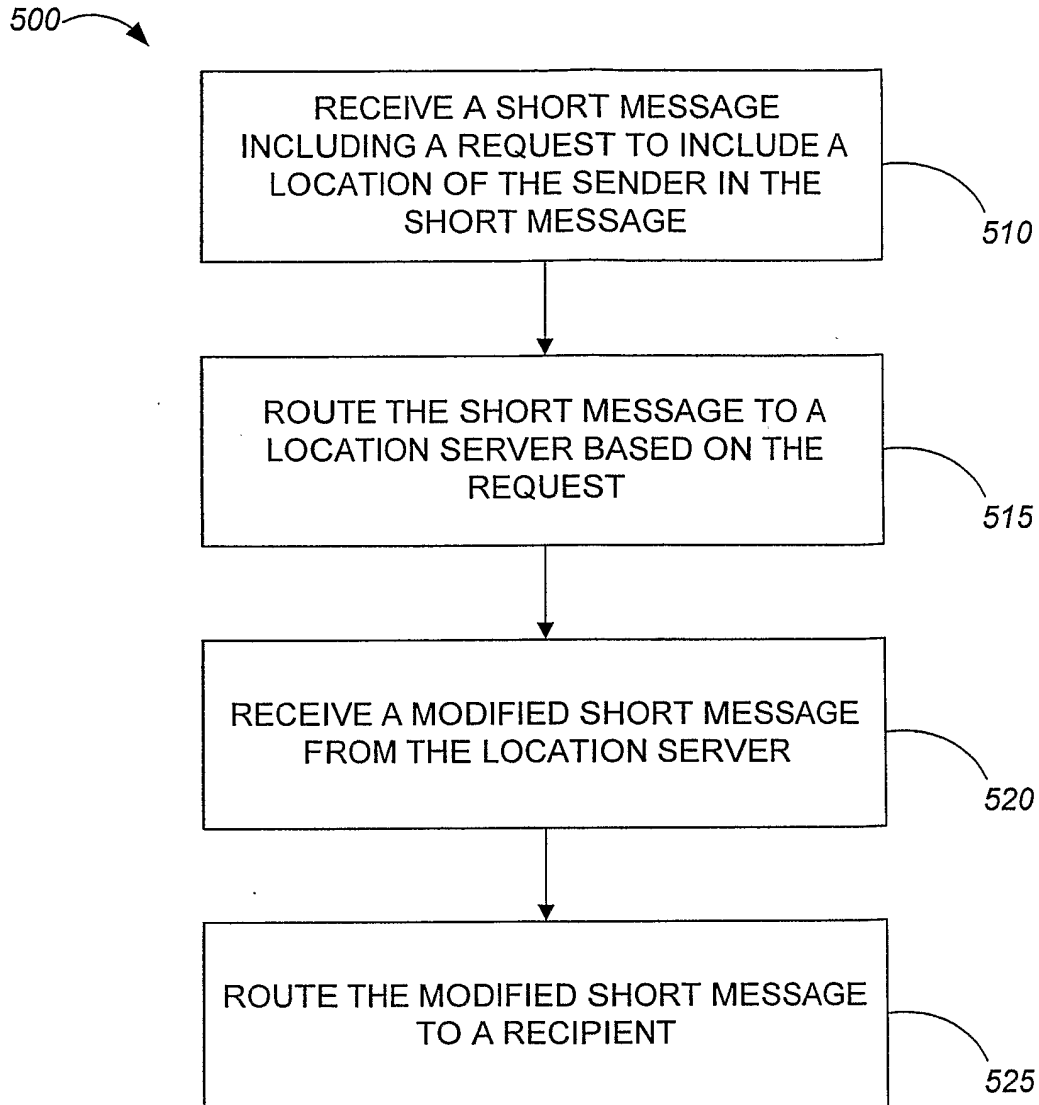 500
RECEIVE A SHORT MESSAGE
INCLUDING A REQUEST TO INCLUDE A
LOCATION OF THE SENDER IN THE
SHORT MESSAGE
510
ROUTE THE SHORT MESSAGE TO A
LOCATION SERVER BASED ON THE
REQUEST
515
RECEIVE A MODIFIED SHORT MESSAGE
FROM THE LOCATION SERVER
520
ROUTE THE MODIFIED SHORT MESSAGE
TO A RECIPIENT
525